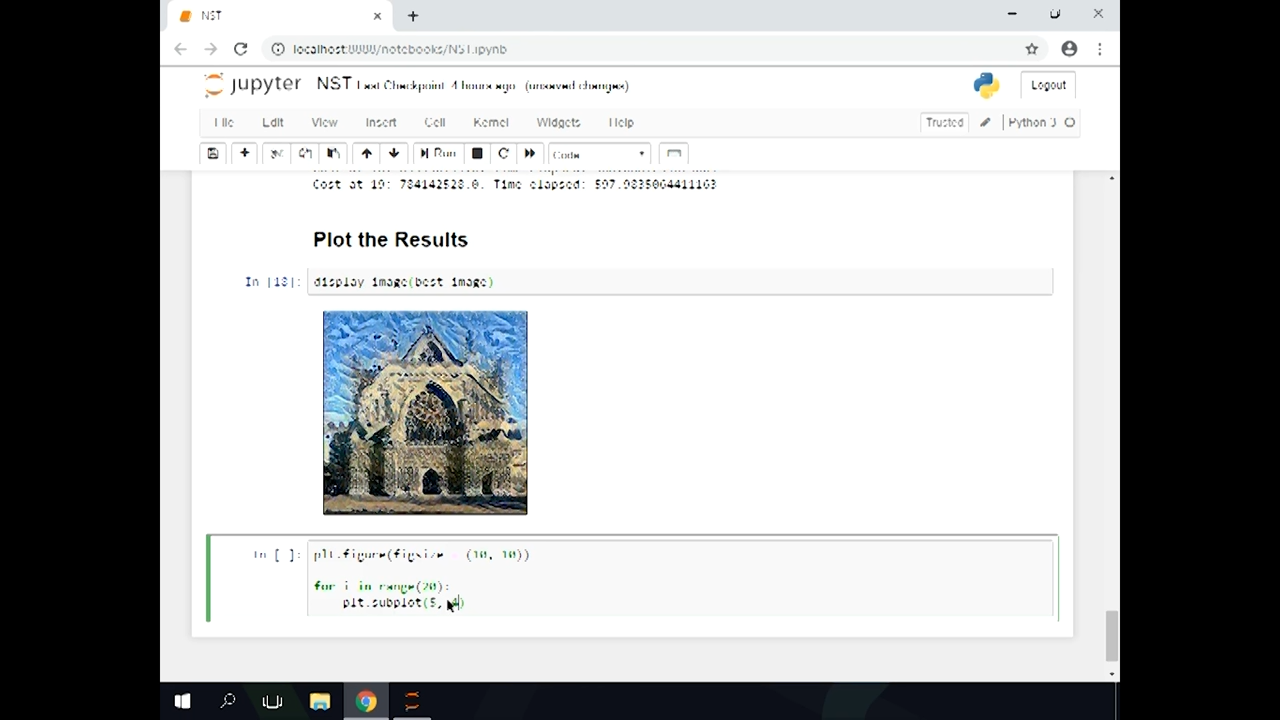 NST
localhost:8888/notebooks/NST.ipynb
jupyter NST Last Checkpoint: 4 hours ago (unsaved changes)
Logout
File Edit View Insert Cell Kernel Widgets Help
Trusted Python 3
Run Code
Cost at 19: 784142528.0. Time elapsed: 597.9835064411163
Plot the Results
In [18]: display_image(best_image)
In [ ]: plt.figure(figsize = (10, 10))
for i in range(20):
plt.subplot(5, 4)